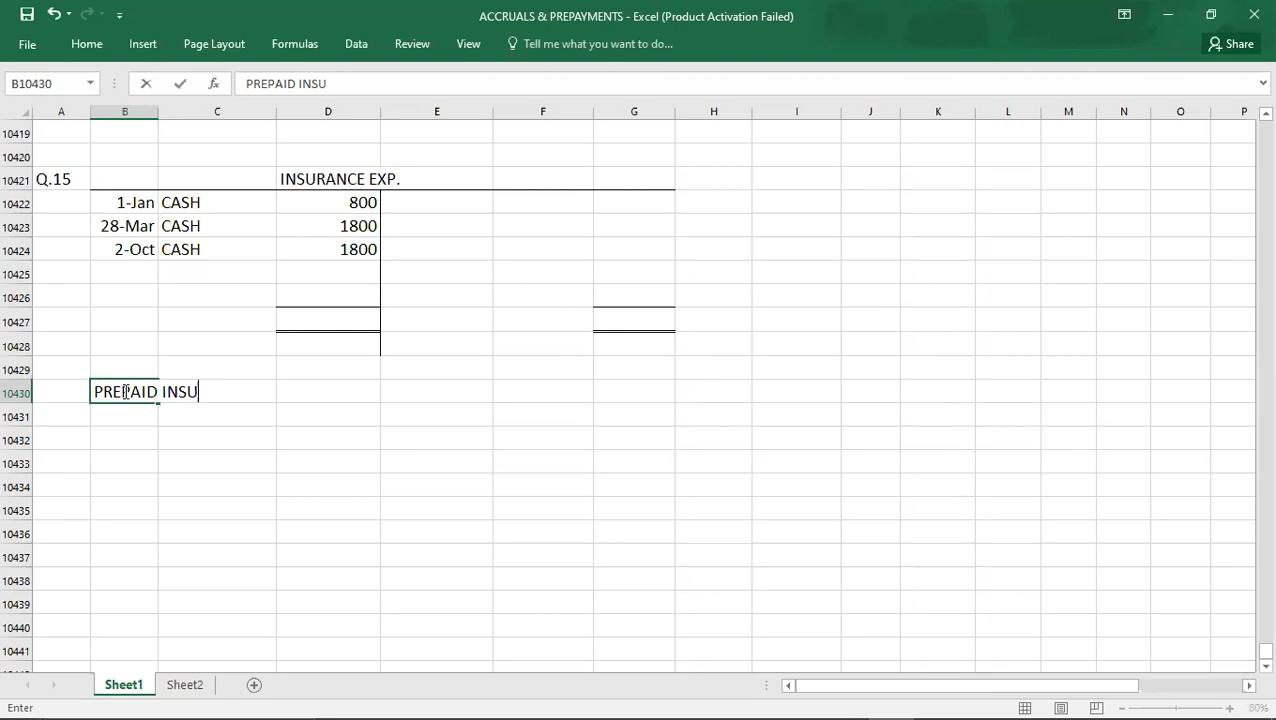 ACCRUALS & PREPAYMENTS - Excel (Product Activation Failed)
File Home Insert Page Layout Formulas Data Review View Tell me what you want to do... Share
B10430 fx PREPAID INSU
A B C D E F G H I J K L M N O P
10419
10420
10421 Q.15 INSURANCE EXP.
10422 1-Jan CASH 800
10423 28-Mar CASH 1800
10424 2-Oct CASH 1800
10425
10426
10427
10428
10429
10430 PREPAID INSU
10431
10432
10433
10434
10435
10436
10437
10438
10439
10440
10441
Sheet1 Sheet2
Enter 80%